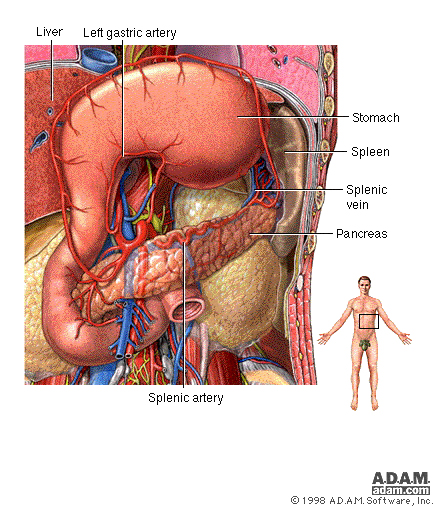 Liver
Left gastric artery
Stomach
Spleen
Splenic
vein
Pancreas
Splenic artery
A.D.A.M.
adam.com
© 1998 A.D.A.M. Software, Inc.